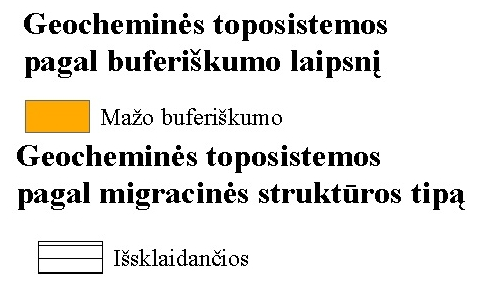 Geocheminės toposistemos
pagal buferiškumo laipsnį
Mažo buferiškumo
Geocheminės toposistemos
pagal migracinės struktūros tipą
Išsklaidančios